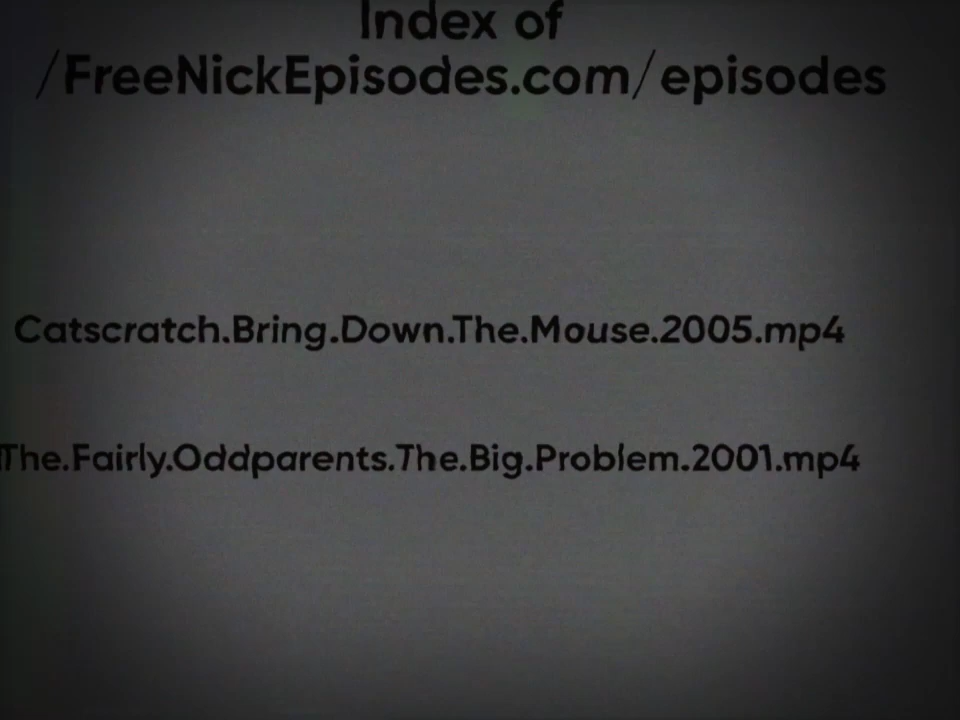 Index of
/FreeNickEpisodes.com/episodes
Catscratch.Bring.Down.The.Mouse.2005.mp4
The.Fairly.Oddparents.The.Big.Problem.2001.mp4